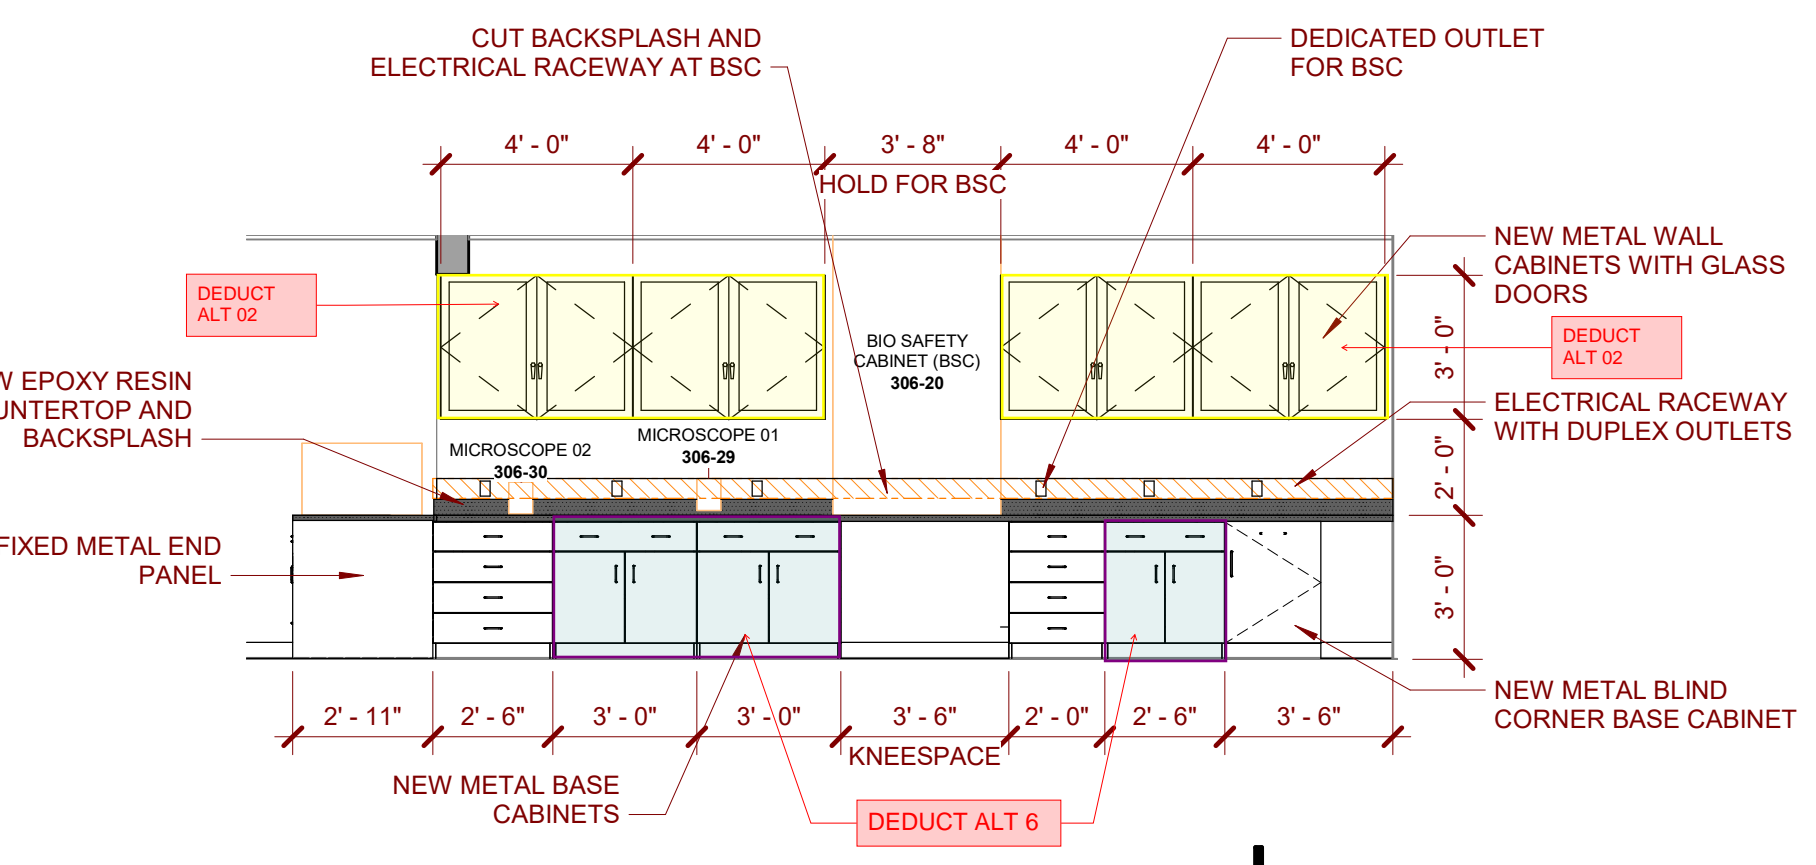 CUT BACKSPLASH AND
ELECTRICAL RACEWAY AT BSC
DEDICATED OUTLET
FOR BSC
4' - 0"
4' - 0"
3' - 8"
4' - 0"
4' - 0"
HOLD FOR BSC
NEW METAL WALL
CABINETS WITH GLASS
DOORS
DEDUCT
ALT 02
DEDUCT
ALT 02
3' - 0"
BIO SAFETY
CABINET (BSC)
306-20
W EPOXY RESIN
UNTERTOP AND
BACKSPLASH
ELECTRICAL RACEWAY
WITH DUPLEX OUTLETS
MICROSCOPE 02
306-30
MICROSCOPE 01
306-29
2' - 0"
FIXED METAL END
PANEL
3' - 0"
NEW METAL BLIND
CORNER BASE CABINET
2' - 11"
2' - 6"
3' - 0"
3' - 0"
3' - 6"
2' - 0"
2' - 6"
3' - 6"
KNEESPACE
NEW METAL BASE
CABINETS
DEDUCT ALT 6